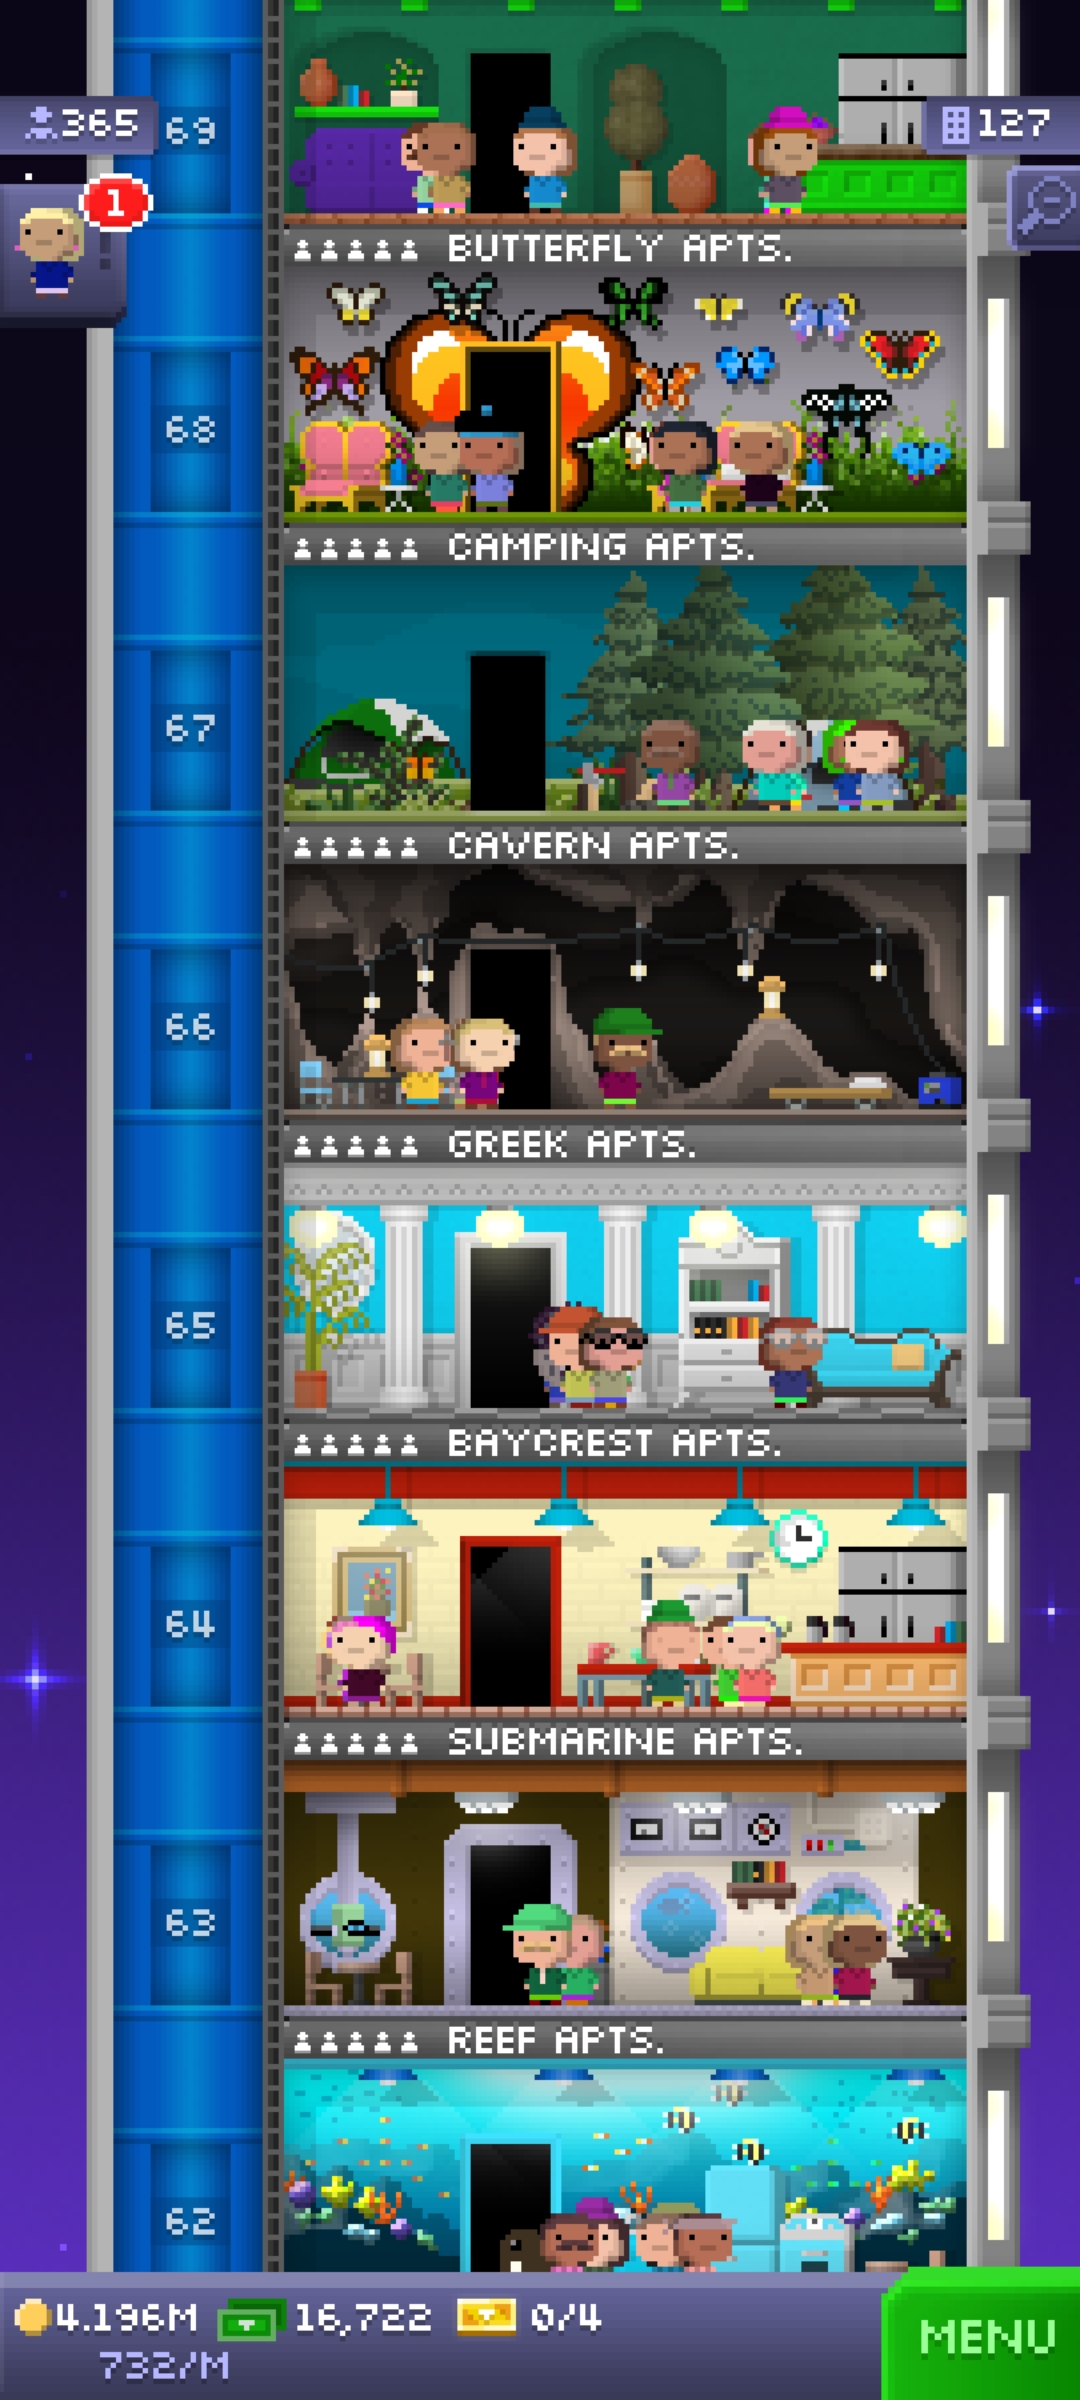 365
69
127
1
BUTTERFLY APTS.
68
CAMPING APTS.
67
CAVERN APTS.
66
GREEK APTS.
65
BAYCREST APTS.
64
SUBMARINE APTS.
63
REEF APTS.
62
4.196M 16,722 0/4
732/M
MENU